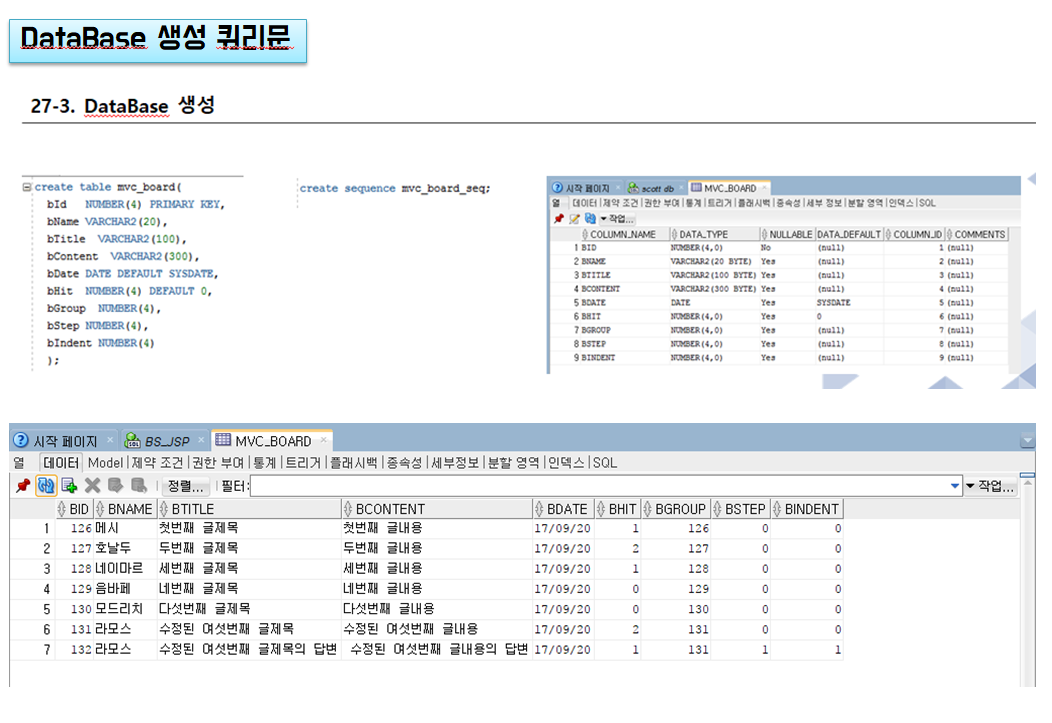 DataBase 생성 쿼리문
27-3. DataBase 생성
create table mvc_board(
bId NUMBER(4) PRIMARY KEY,
bName VARCHAR2(20),
bTitle VARCHAR2(100),
bContent VARCHAR2(300),
bDate DATE DEFAULT SYSDATE,
bHit NUMBER(4) DEFAULT 0,
bGroup NUMBER(4),
bStep NUMBER(4),
bIndent NUMBER(4)
);
create sequence mvc_board_seq;
시작 페이지 scott db MVC_BOARD
열 데이터|제약 조건|권한 부여|통계|트리거|플래시백|종속성|세부 정보|분할 영역|인덱스|SQL
작업...
COLUMN_NAME DATA_TYPE NULLABLE DATA_DEFAULT COLUMN_ID COMMENTS
1 BID NUMBER(4,0) No (null) 1 (null)
2 BNAME VARCHAR2(20 BYTE) Yes (null) 2 (null)
3 BTITLE VARCHAR2(100 BYTE) Yes (null) 3 (null)
4 BCONTENT VARCHAR2(300 BYTE) Yes (null) 4 (null)
5 BDATE DATE Yes SYSDATE 5 (null)
6 BHIT NUMBER(4,0) Yes 0 6 (null)
7 BGROUP NUMBER(4,0) Yes (null) 7 (null)
8 BSTEP NUMBER(4,0) Yes (null) 8 (null)
9 BINDENT NUMBER(4,0) Yes (null) 9 (null)
시작 페이지 BS_JSP MVC_BOARD
열 데이터 Model|제약 조건|권한 부여|통계|트리거|플래시백|종속성|세부정보|분할 영역|인덱스|SQL
정렬... 필터: 작업...
BID BNAME BTITLE BCONTENT BDATE BHIT BGROUP BSTEP BINDENT
1 126 메시 첫번째 글제목 첫번째 글내용 17/09/20 1 126 0 0
2 127 호날두 두번째 글제목 두번째 글내용 17/09/20 2 127 0 0
3 128 네이마르 세번째 글제목 세번째 글내용 17/09/20 1 128 0 0
4 129 음바페 네번째 글제목 네번째 글내용 17/09/20 0 129 0 0
5 130 모드리치 다섯번째 글제목 다섯번째 글내용 17/09/20 0 130 0 0
6 131 라모스 수정된 여섯번째 글제목 수정된 여섯번째 글내용 17/09/20 2 131 0 0
7 132 라모스 수정된 여섯번째 글제목의 답변 수정된 여섯번째 글내용의 답변 17/09/20 1 131 1 1